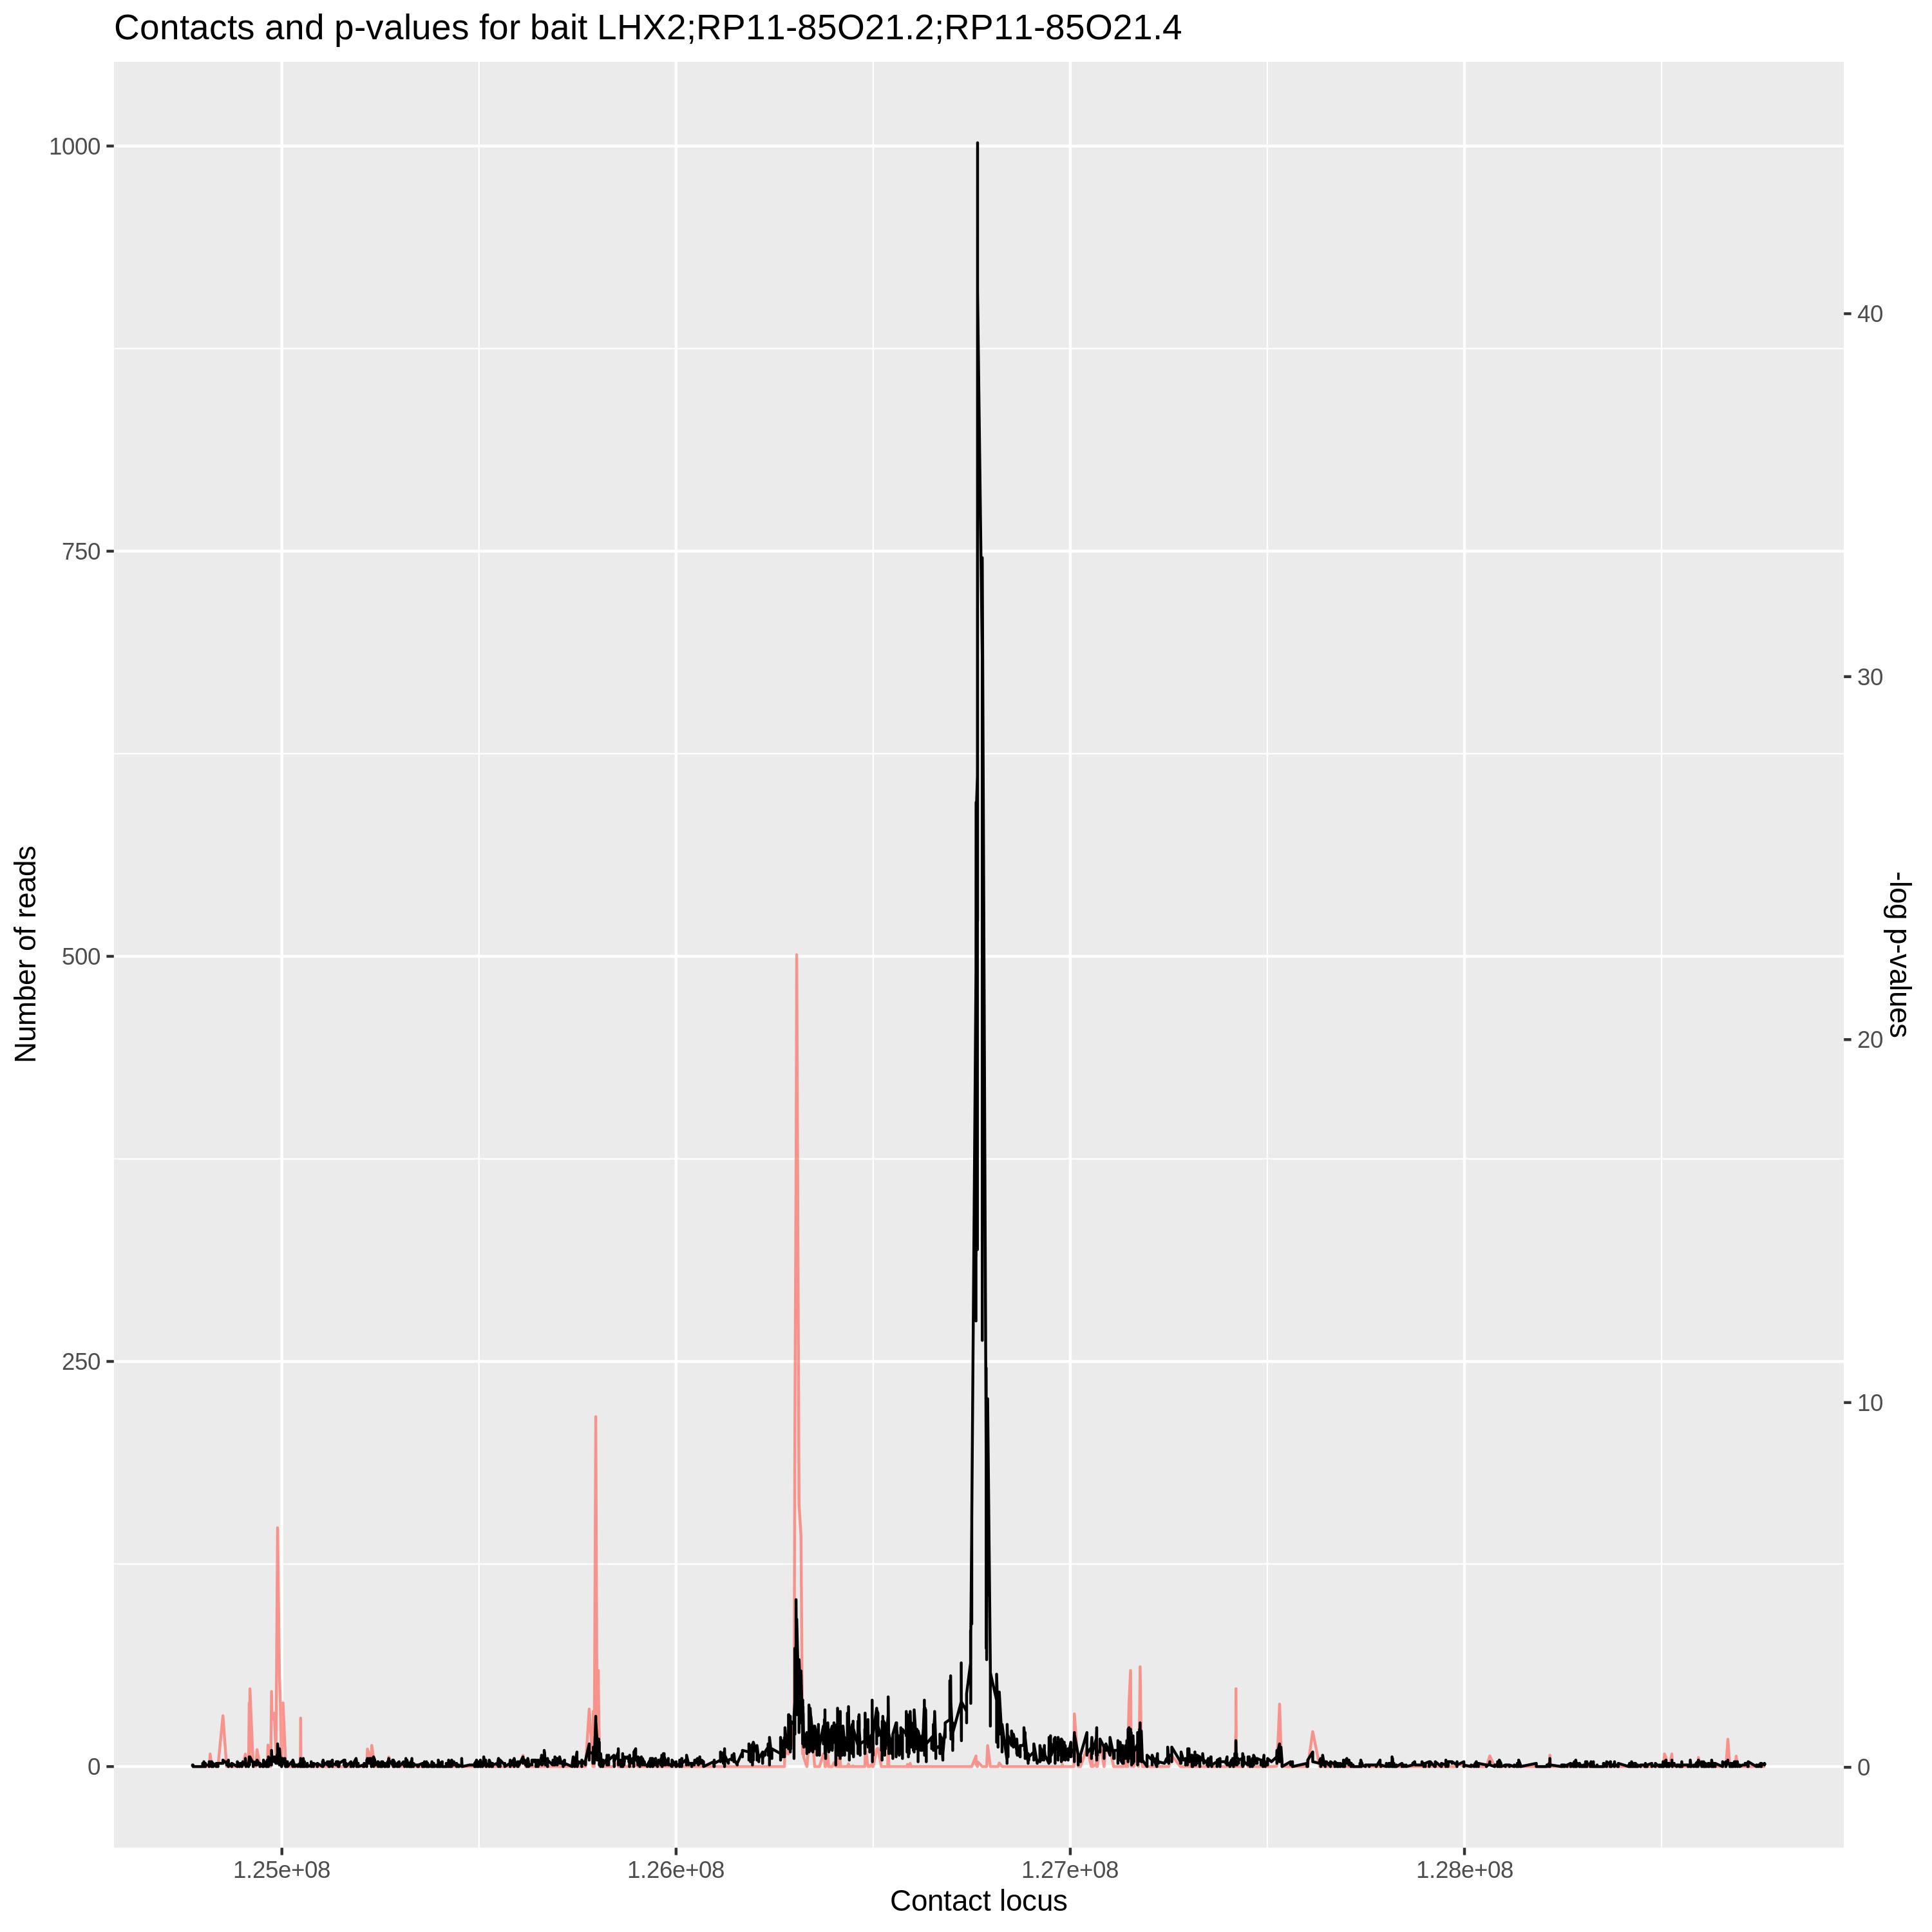 Contacts and p-values for bait LHX2;RP11-85O21.2;RP11-85O21.4
1000
750
500
250
0
Number of reads
40
30
20
10
0
-log p-values
1.25e+08
1.26e+08
1.27e+08
1.28e+08
Contact locus